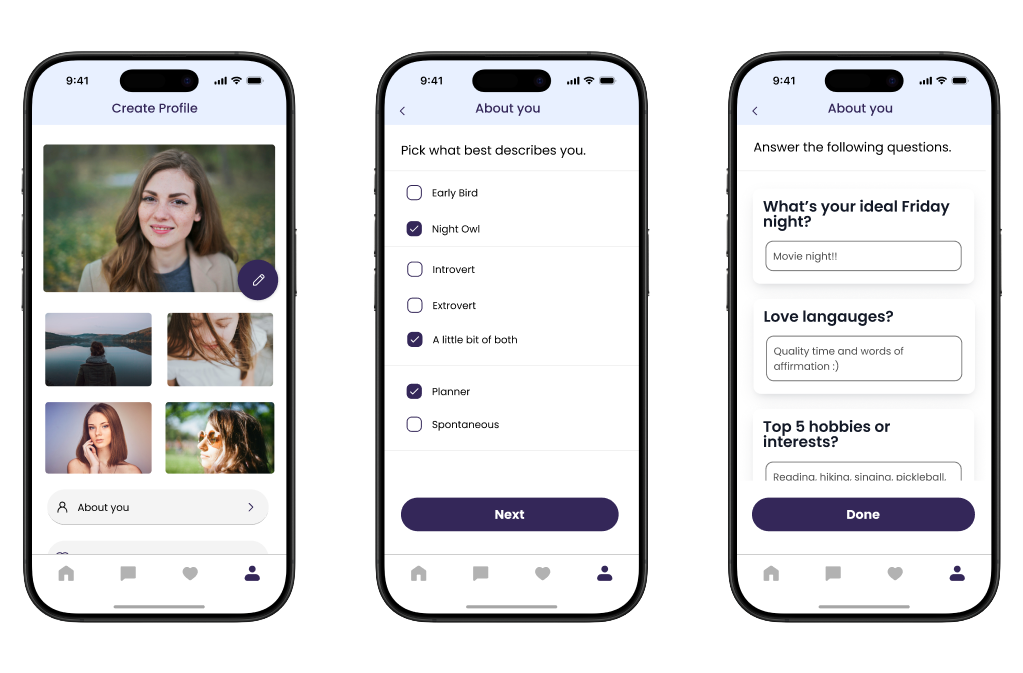 9:41
Create Profile
About you
9:41
About you
Pick what best describes you.
Early Bird
Night Owl
Introvert
Extrovert
A little bit of both
Planner
Spontaneous
Next
9:41
About you
Answer the following questions.
What’s your ideal Friday
night?
Movie night!!
Love langauges?
Quality time and words of
affirmation :)
Top 5 hobbies or
interests?
Reading, hiking, singing, pickleball,
Done